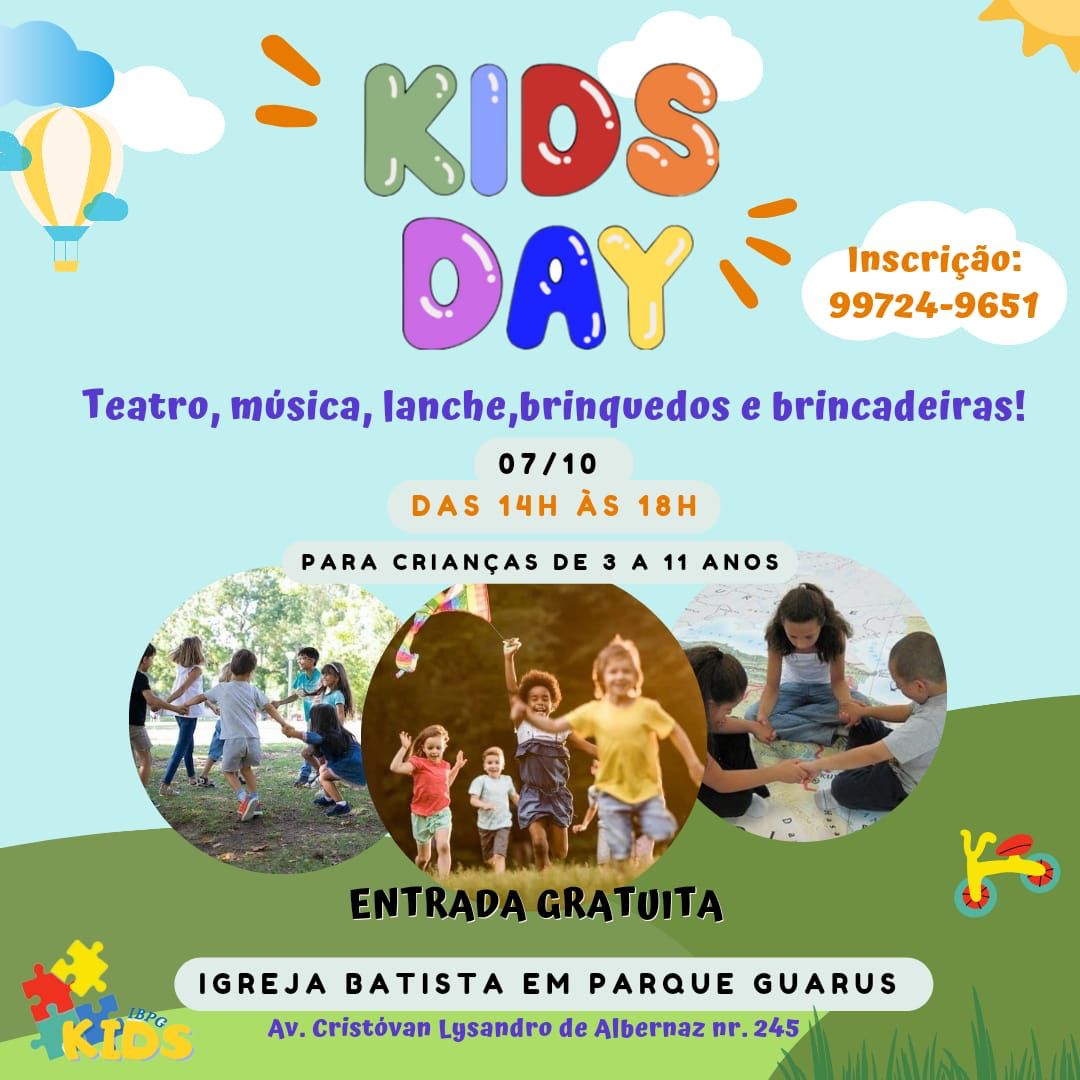 KIDS
DAY
Inscrição:
99724-9651
Teatro, música, lanche,brinquedos e brincadeiras!
07/10
DAS 14H ÀS 18H
PARA CRIANÇAS DE 3 A 11 ANOS
ENTRADA GRATUITA
IGREJA BATISTA EM PARQUE GUARUS
Av. Cristóvan Lysandro de Albernaz nr. 245
IBPG
KIDS